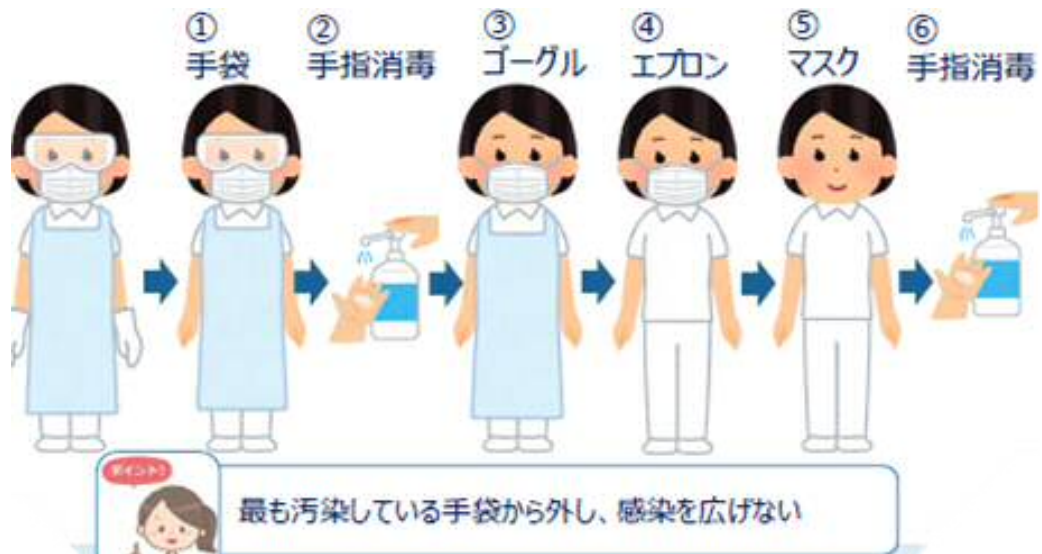 ① 手袋
② 手指消毒
③ ゴーグル
④ エプロン
⑤ マスク
⑥ 手指消毒
ポイント!
最も汚染している手袋から外し、感染を広げない